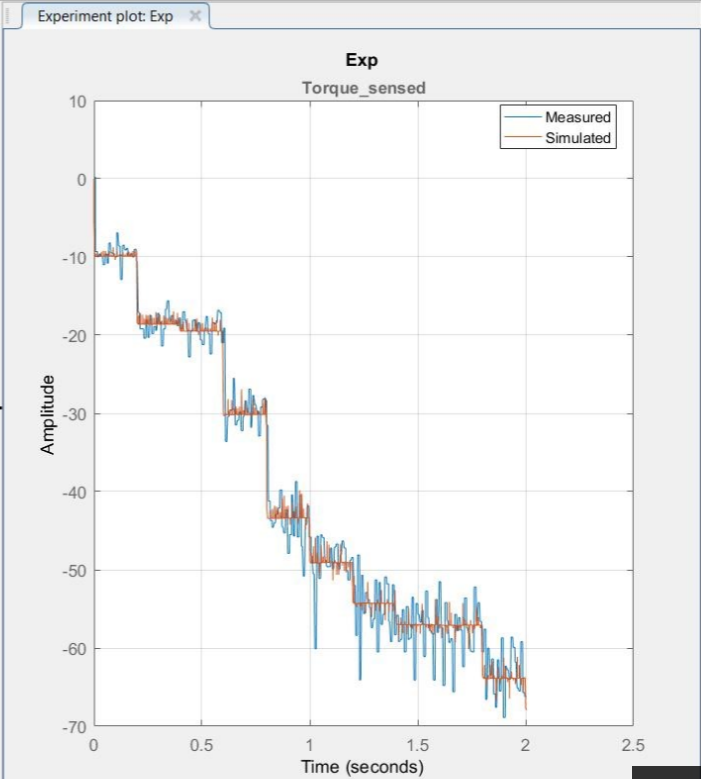 Experiment plot: Exp
Exp
Torque_sensed
Measured
Simulated
10
0
-10
-20
-30
-40
-50
-60
-70
Amplitude
0
0.5
1
1.5
2
2.5
Time (seconds)